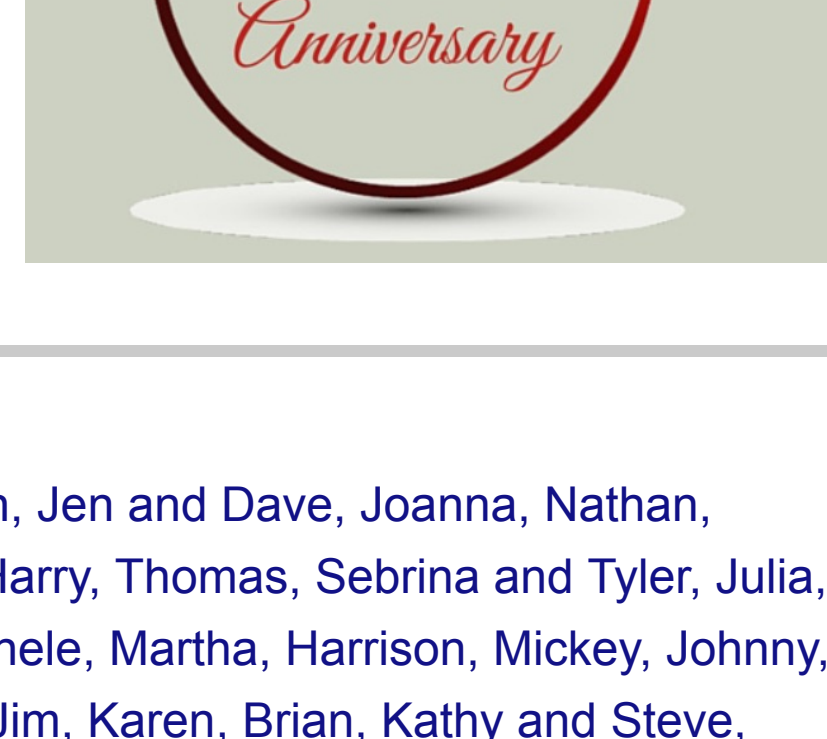 Anniversary
Jen and Dave, Joanna, Nathan,
Harry, Thomas, Sebrina and Tyler, Julia,
Martha, Harrison, Mickey, Johnny,
Jim, Karen, Brian, Kathy and Steve,